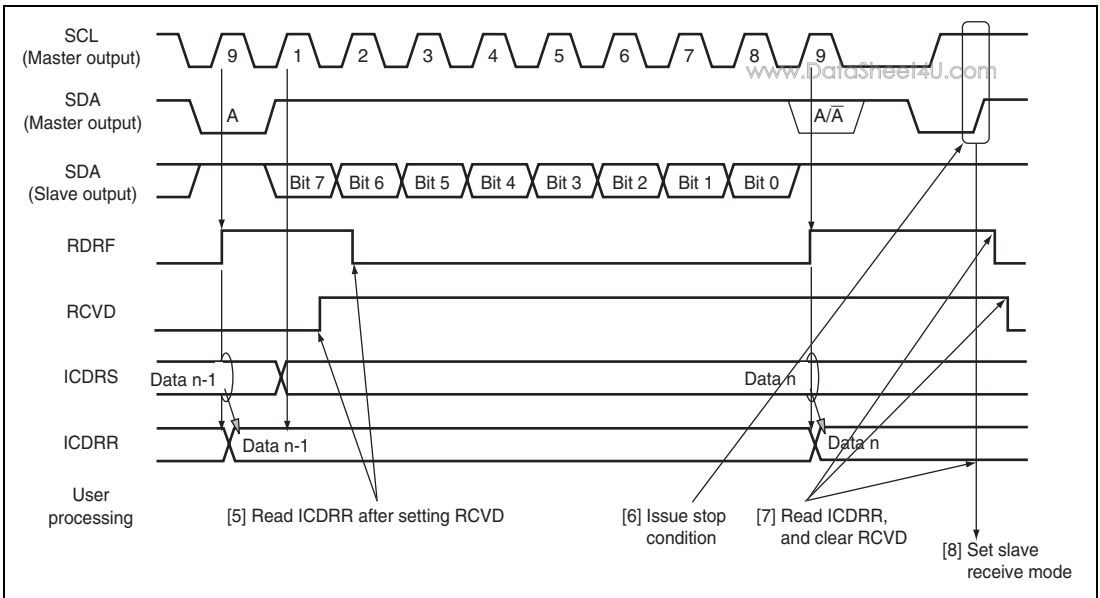 SCL
(Master output)
9 1 2 3 4 5 6 7 8 9
www.DataSheet4U.com
SDA
(Master output)
A A/A̅
SDA
(Slave output)
Bit 7 Bit 6 Bit 5 Bit 4 Bit 3 Bit 2 Bit 1 Bit 0
RDRF
RCVD
ICDRS
Data n-1 Data n
ICDRR
Data n-1 Data n
User
processing
[5] Read ICDRR after setting RCVD
[6] Issue stop
condition
[7] Read ICDRR,
and clear RCVD
[8] Set slave
receive mode